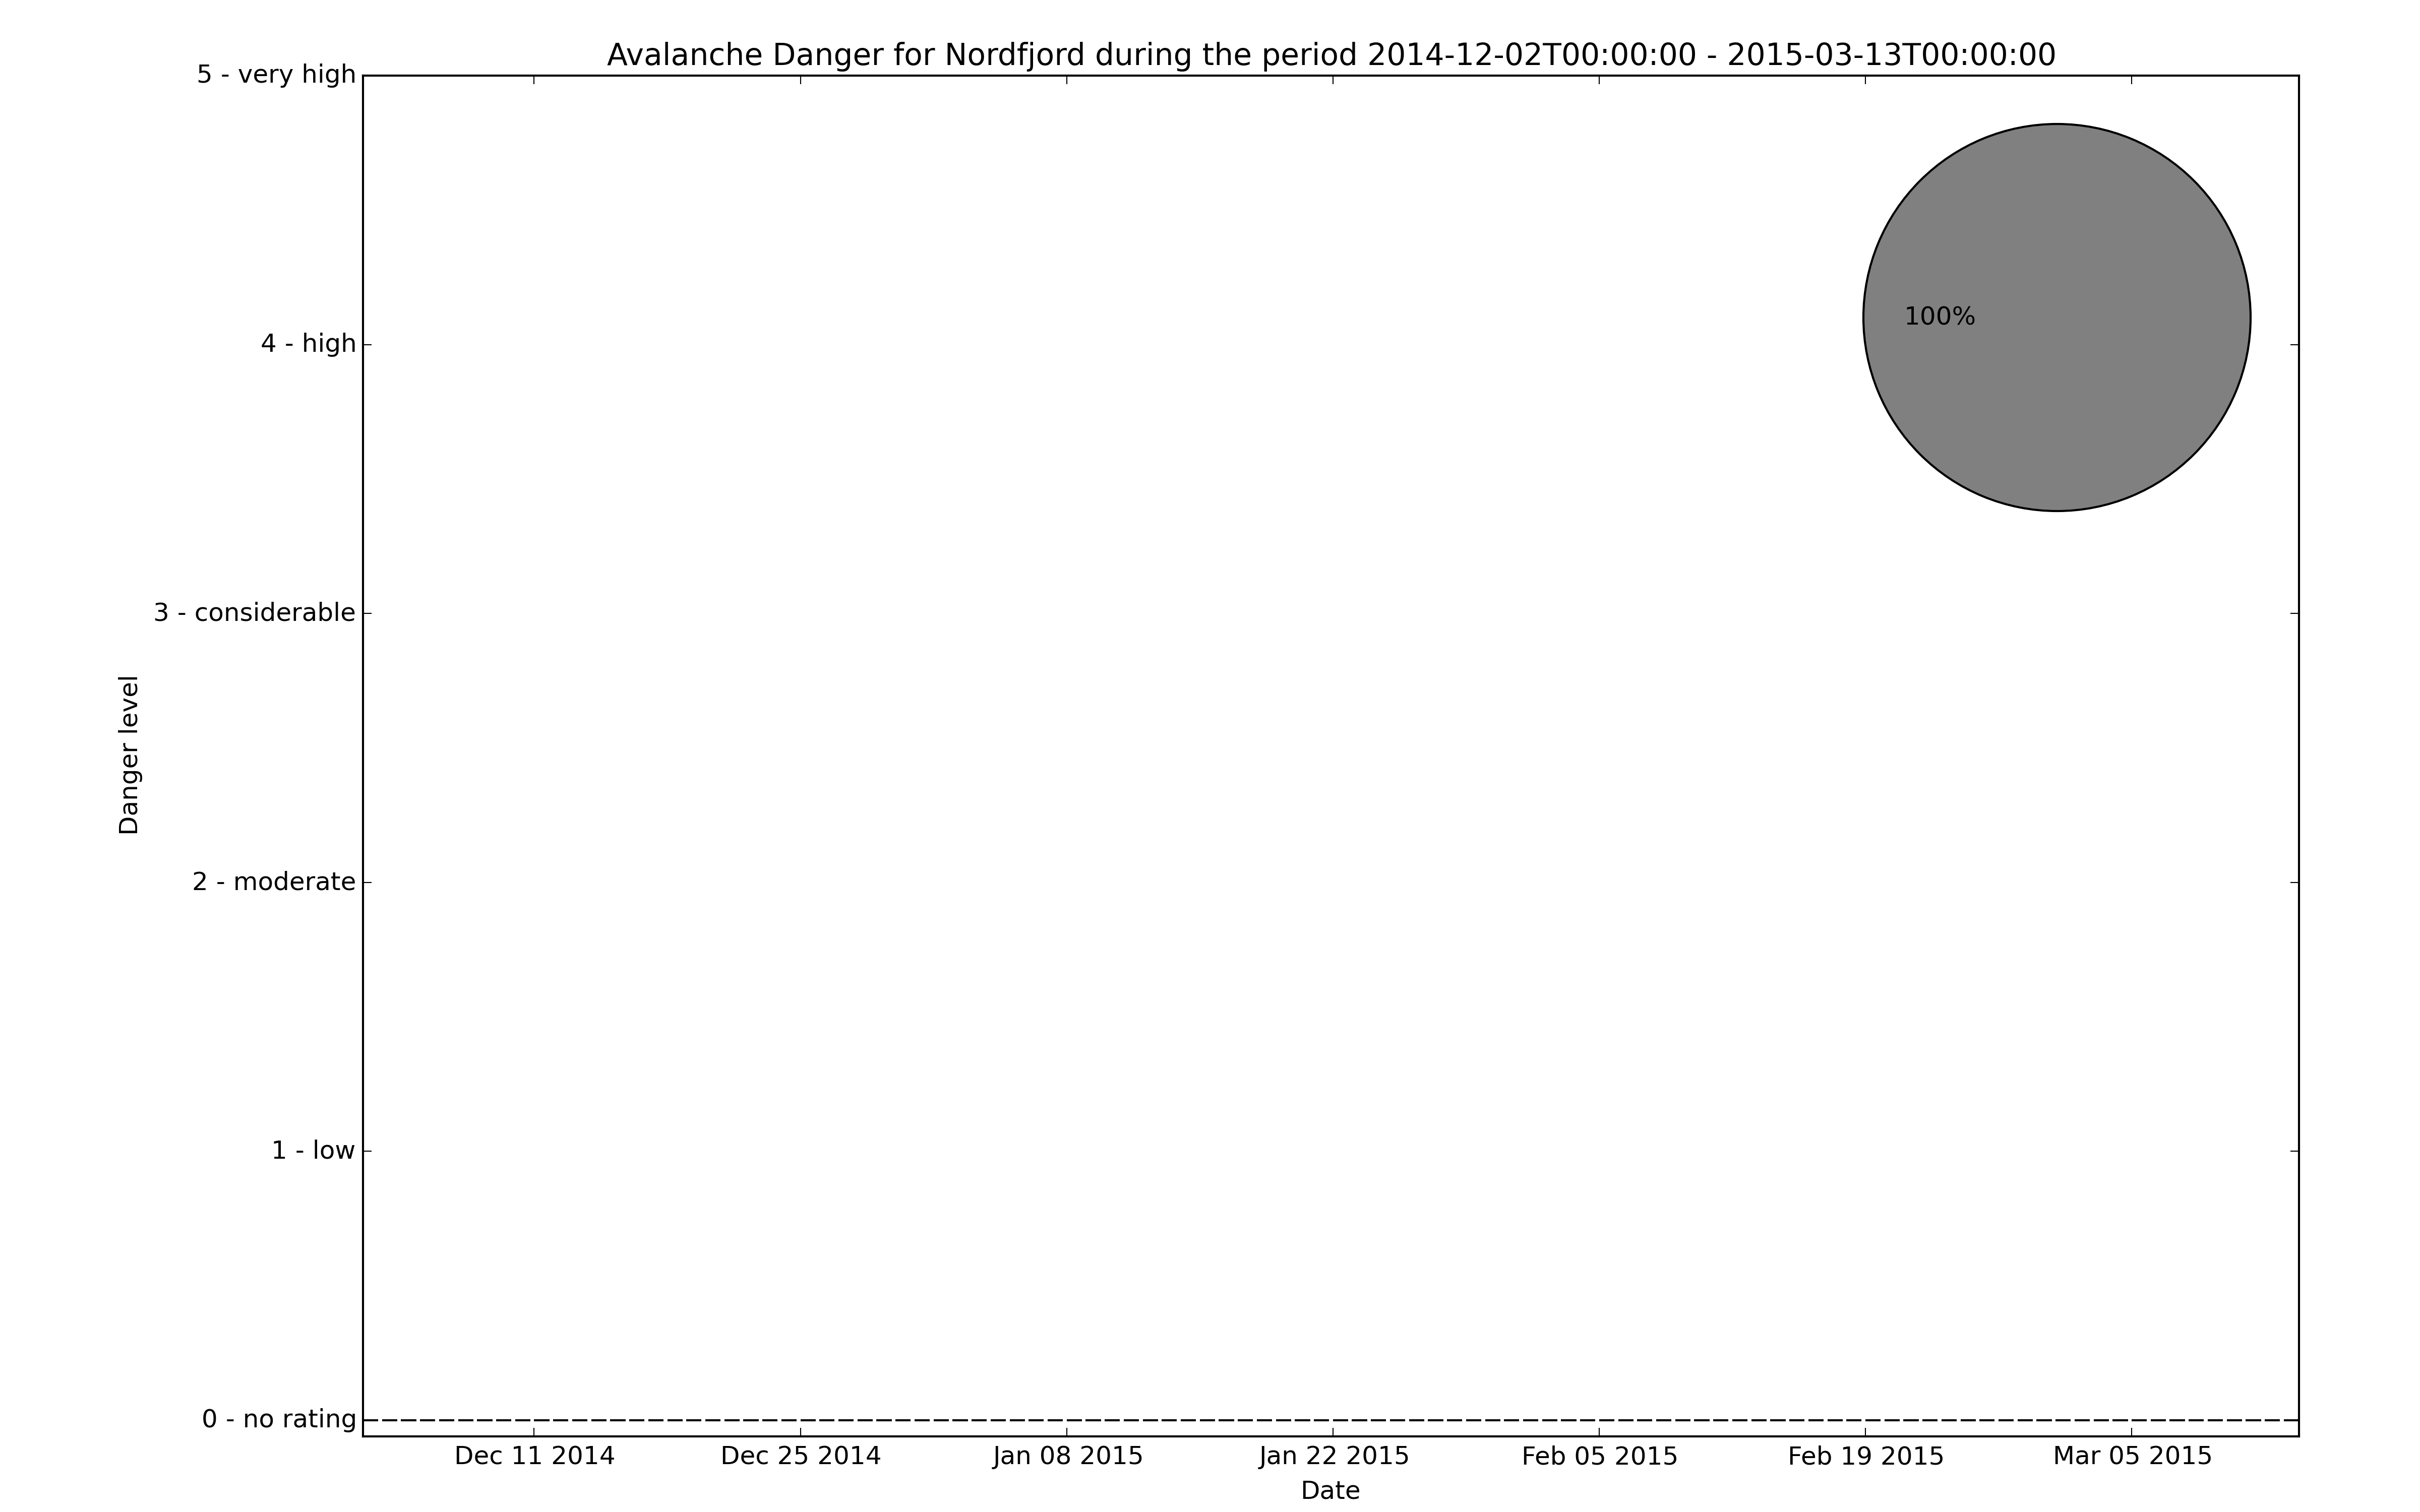 Avalanche Danger for Nordfjord during the period 2014-12-02T00:00:00 - 2015-03-13T00:00:00
5 - very high
100%
4 - high
3 - considerable
Danger level
2 - moderate
1 - low
0 - no rating
Dec 11 2014 Dec 25 2014 Jan 08 2015 Jan 22 2015 Feb 05 2015 Feb 19 2015 Mar 05 2015
Date